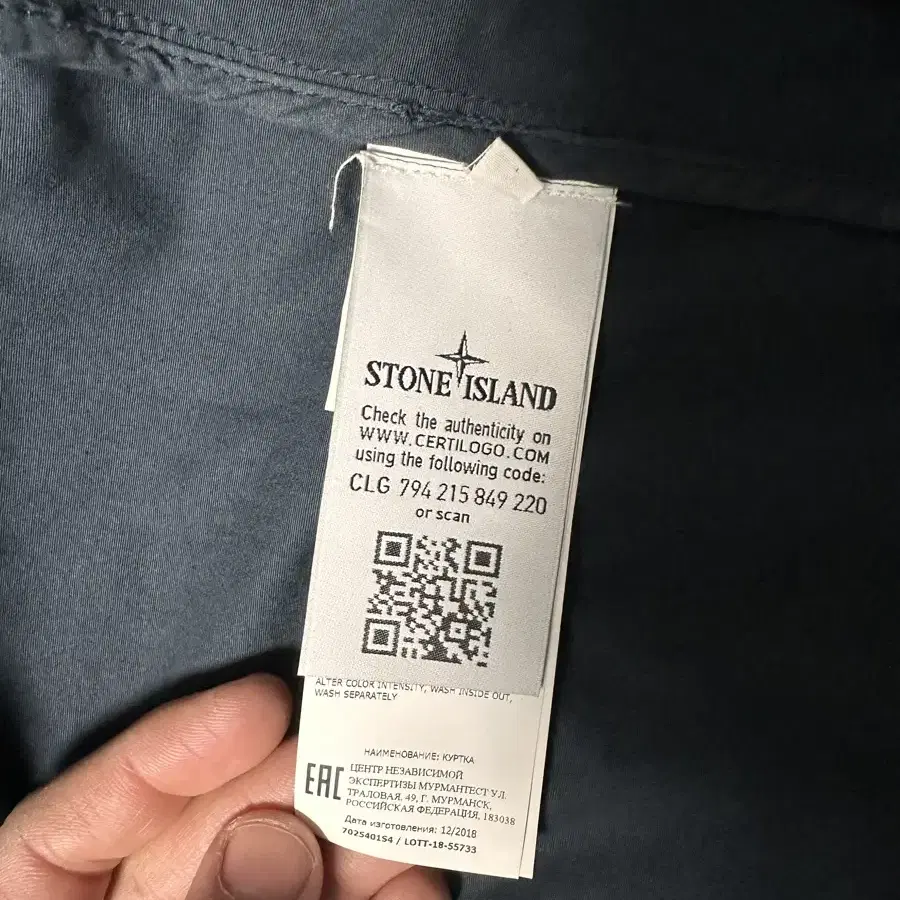 STONE ISLAND
Check the authenticity on
WWW.CERTILOGO.COM
using the following code:
CLG 794 215 849 220
or scan
ALTER COLOR INTENSITY, WASH INSIDE OUT,
WASH SEPARATELY
НАИМЕНОВАНИЕ: КУРТКА
EAC ЦЕНТР НЕЗАВИСИМОЙ
ЭКСПЕРТИЗЫ МУРМАНТЕСТ УЛ.
ТРАЛОВАЯ, 49, Г. МУРМАНСК,
РОССИЙСКАЯ ФЕДЕРАЦИЯ, 183038
Дата изготовления: 12/2018
7025401S4 / LOTT-18-55733